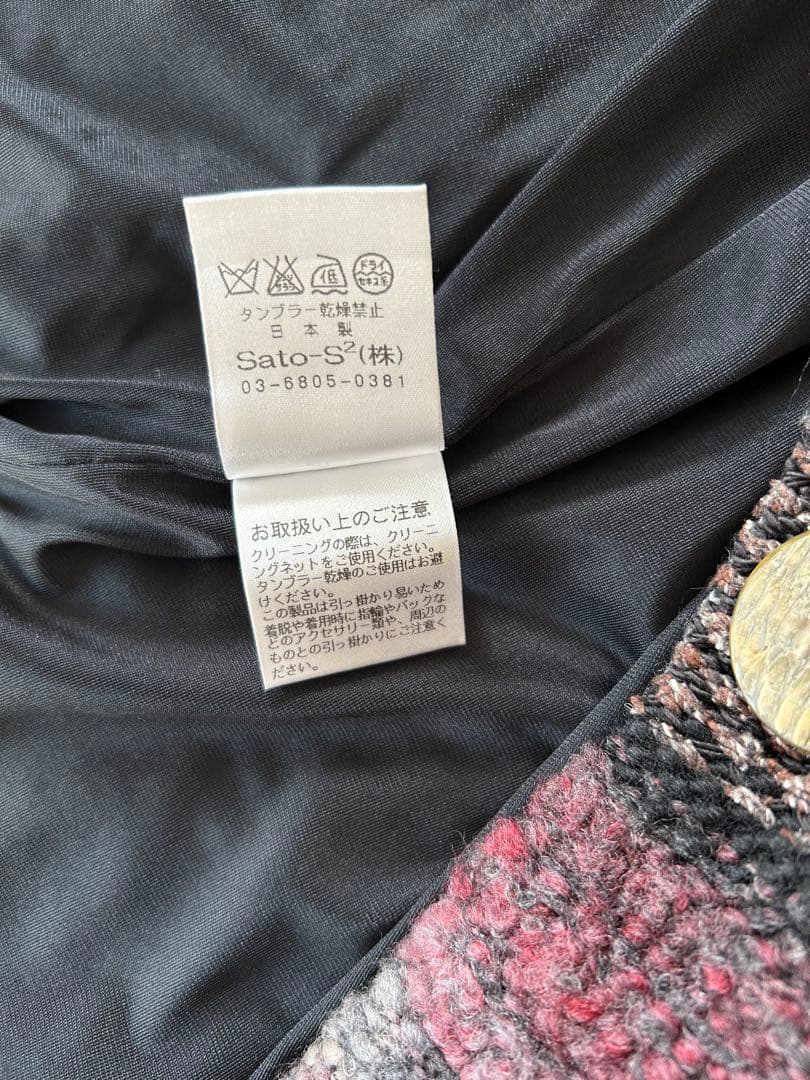 エンソサラシ
低
ドライ
セキユ系
タンブラー乾燥禁止
日本製
Sato-S²(株)
03-6805-0381
お取扱い上のご注意
クリーニングの際は、クリーニ
ングネットをご使用ください。
タンブラー乾燥のご使用はお避
けください。
この製品は引っ掛かり易いため
着脱や着用時に指輪やバックな
どのアクセサリー類や、周辺の
ものとの引っ掛かりにご注意く
ださい。